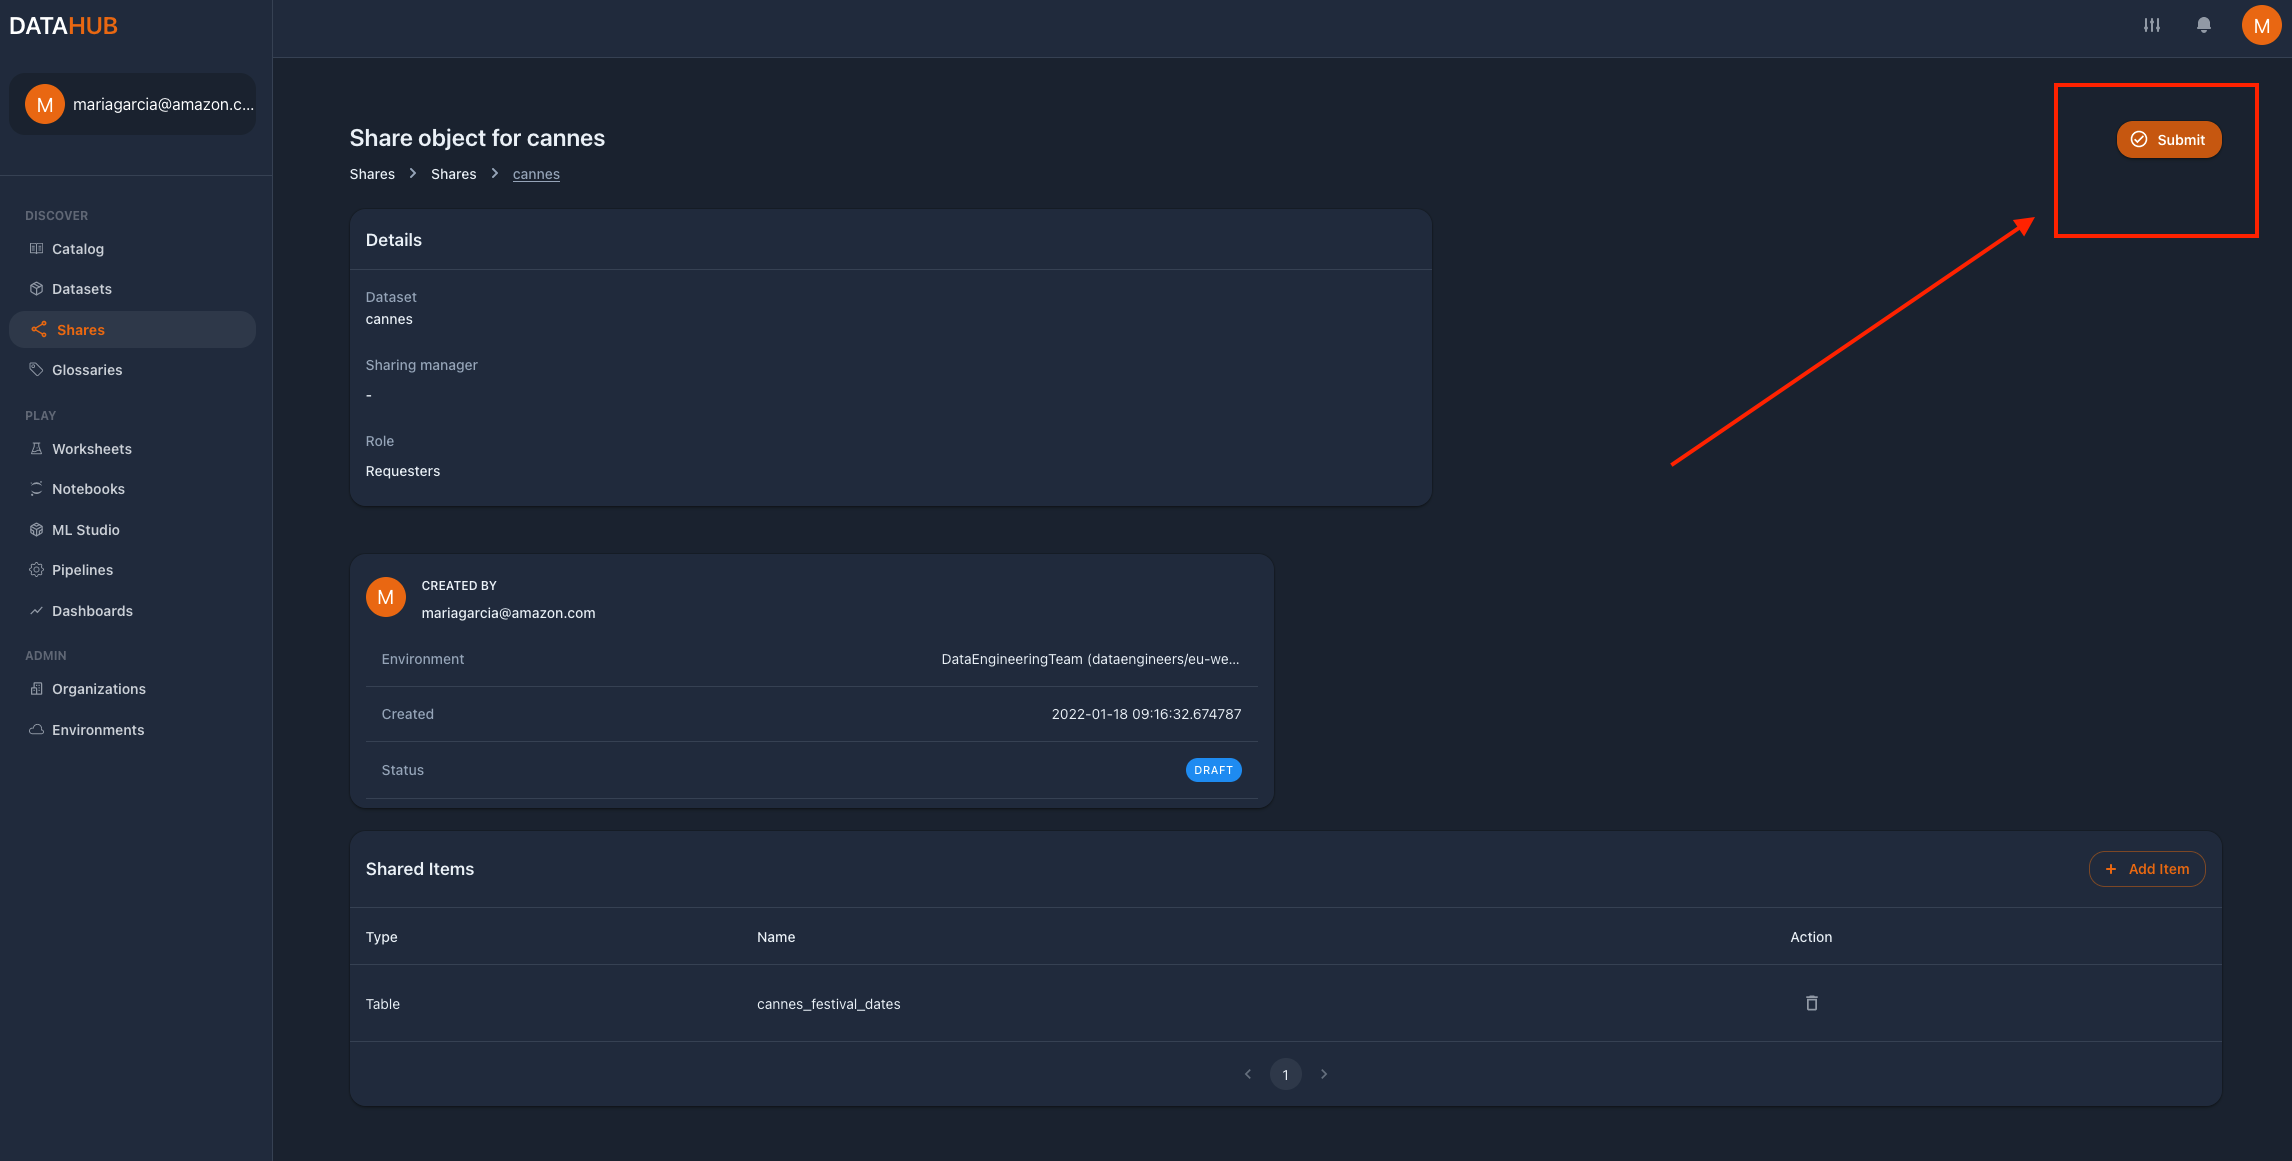 DATAHUB
M
M
mariagarcia@amazon.c...
DISCOVER
Catalog
Datasets
Shares
Glossaries
PLAY
Worksheets
Notebooks
ML Studio
Pipelines
Dashboards
ADMIN
Organizations
Environments
Share object for cannes
Submit
Shares > Shares > cannes
Details
Dataset
cannes
Sharing manager
-
Role
Requesters
M
CREATED BY
mariagarcia@amazon.com
Environment DataEngineeringTeam (dataengineers/eu-we...
Created 2022-01-18 09:16:32.674787
Status DRAFT
Shared Items + Add Item
Type Name Action
Table cannes_festival_dates
< 1 >